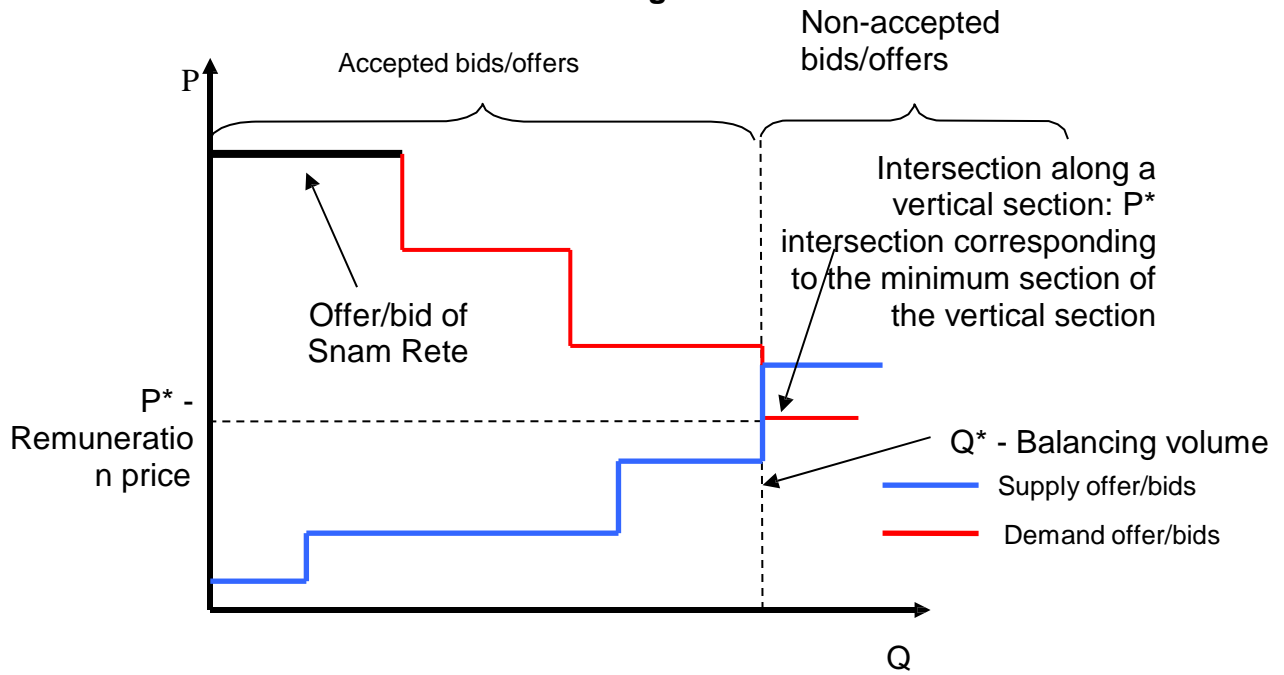 Non-accepted
bids/offers
Accepted bids/offers
P
Intersection along a
vertical section: P*
intersection corresponding
to the minimum section of
the vertical section
Offer/bid of
Snam Rete
P* -
Remuneratio
n price
Q* - Balancing volume
Supply offer/bids
Demand offer/bids
Q